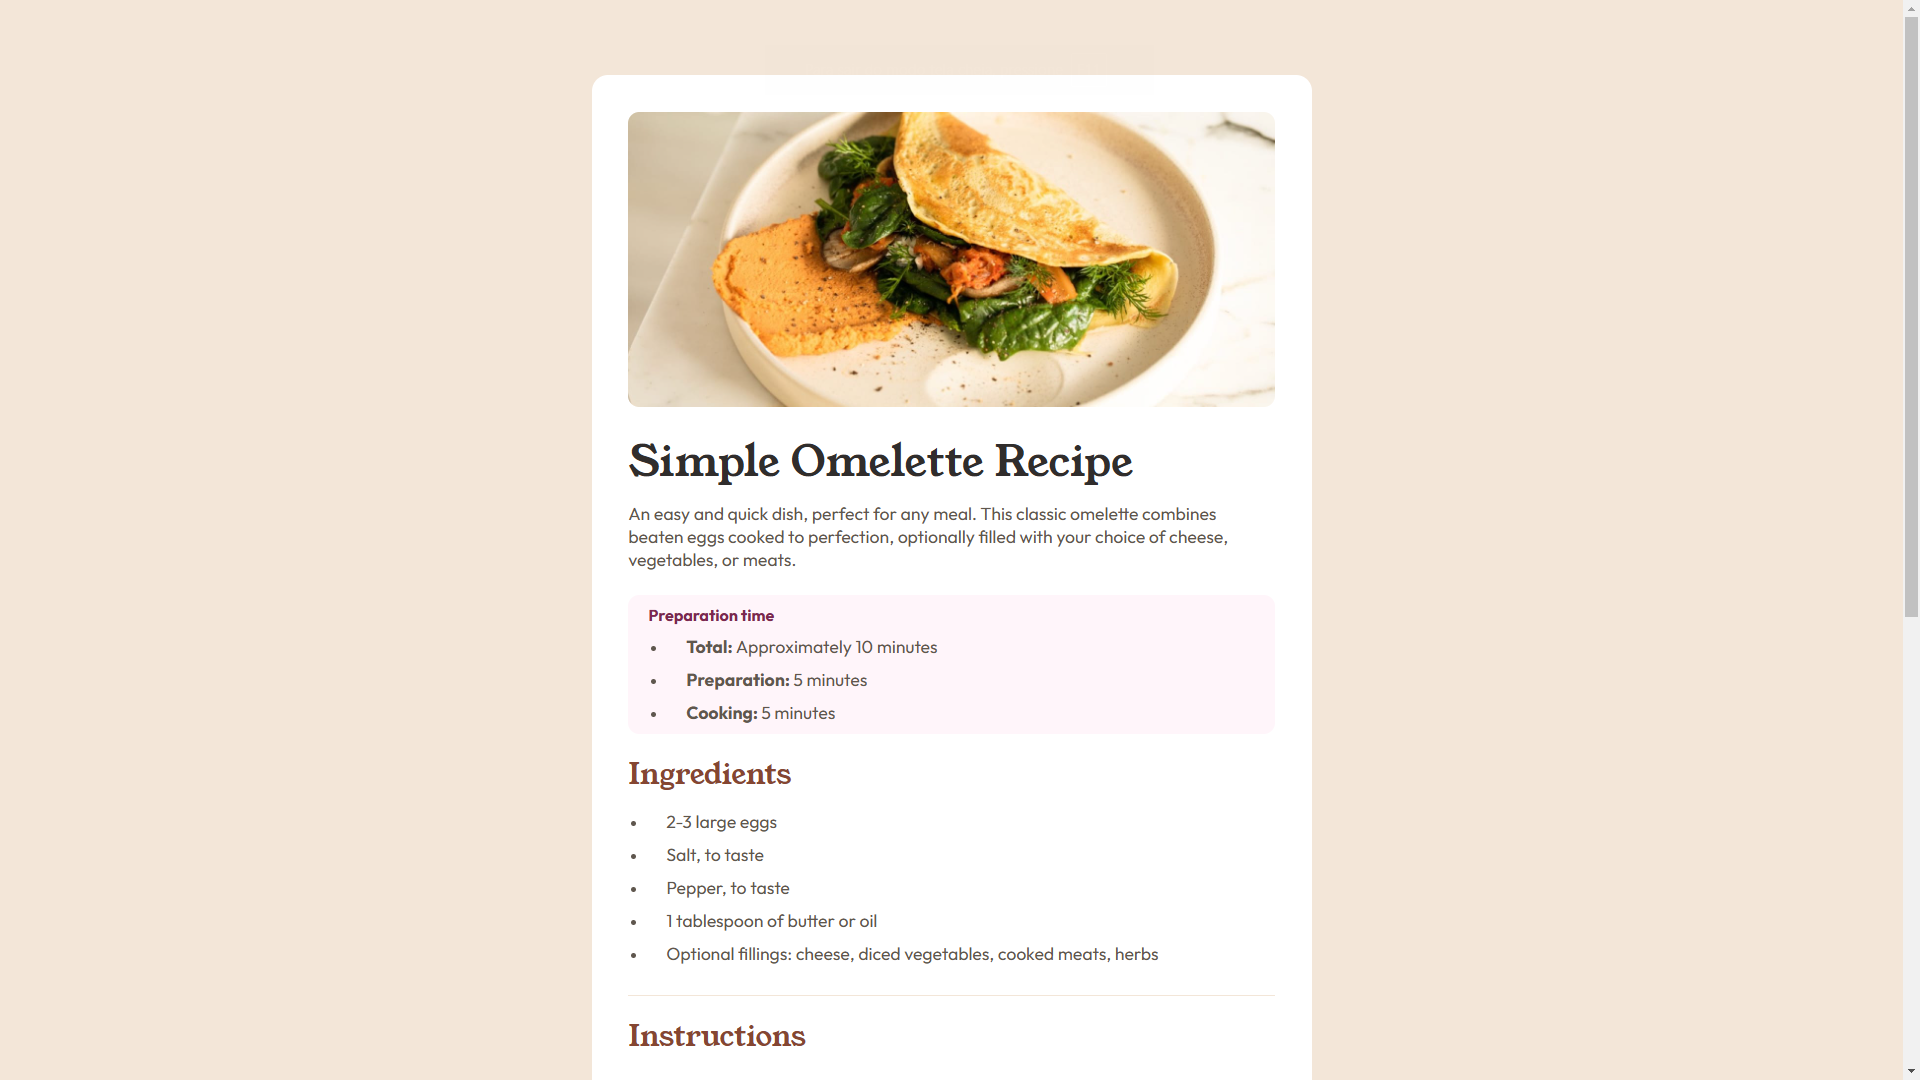 Simple Omelette Recipe
An easy and quick dish, perfect for any meal. This classic omelette combines
beaten eggs cooked to perfection, optionally filled with your choice of cheese,
vegetables, or meats.
Preparation time
• Total: Approximately 10 minutes
• Preparation: 5 minutes
• Cooking: 5 minutes
Ingredients
• 2-3 large eggs
• Salt, to taste
• Pepper, to taste
• 1 tablespoon of butter or oil
• Optional fillings: cheese, diced vegetables, cooked meats, herbs
Instructions